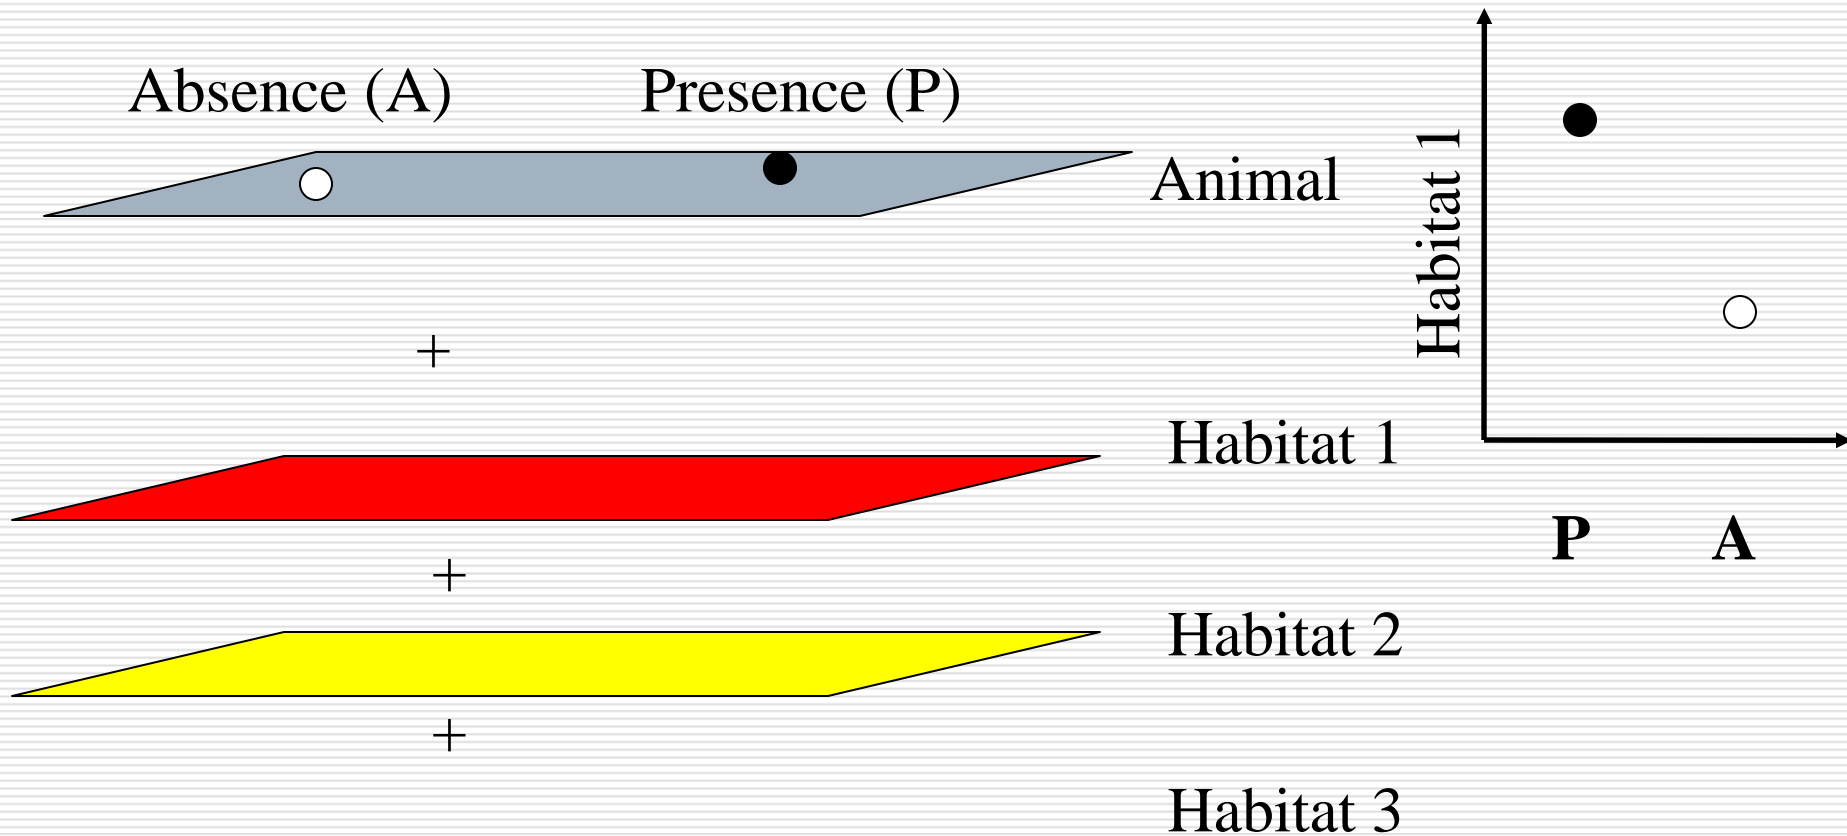 Absence (A)
Presence (P)
Animal
+
Habitat 1
+
Habitat 2
+
Habitat 3
Habitat 1
P
A